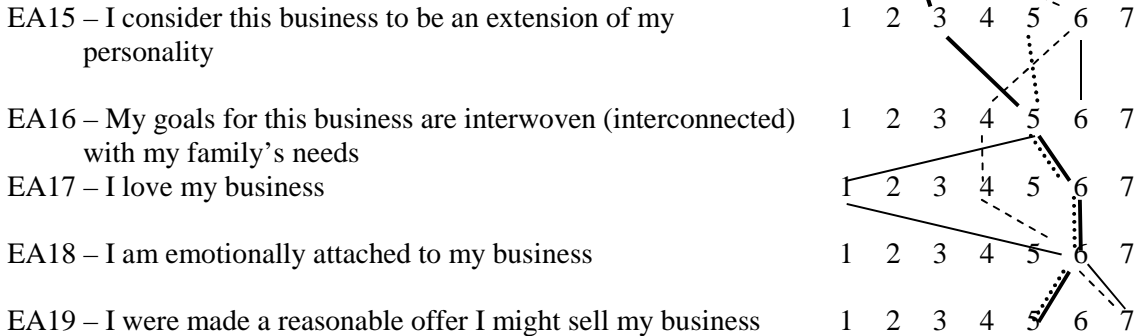 EA15 – I consider this business to be an extension of my 1 2 3 4 5 6 7
personality
EA16 – My goals for this business are interwoven (interconnected) 1 2 3 4 5 6 7
with my family’s needs
EA17 – I love my business 1 2 3 4 5 6 7
EA18 – I am emotionally attached to my business 1 2 3 4 5 6 7
EA19 – I were made a reasonable offer I might sell my business 1 2 3 4 5 6 7